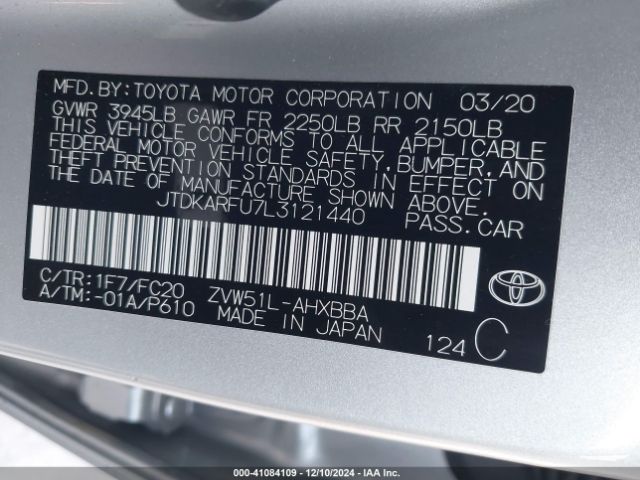 MFD. BY: TOYOTA MOTOR CORPORATION 03/20
GVWR 3945LB GAWR FR 2250LB RR 2150LB
THIS VEHICLE CONFORMS TO ALL APPLICABLE
FEDERAL MOTOR VEHICLE SAFETY, BUMPER, AND
THEFT PREVENTION STANDARDS IN EFFECT ON
THE DATE OF MANUFACTURE SHOWN ABOVE.
JTDKARFU7L3121440 PASS. CAR
C/TR: 1F7/FC20 ZVW51L-AHXBBA
A/TM: -01A/P610 MADE IN JAPAN 124 C
000-41084109 — 12/10/2024 — IAA Inc.